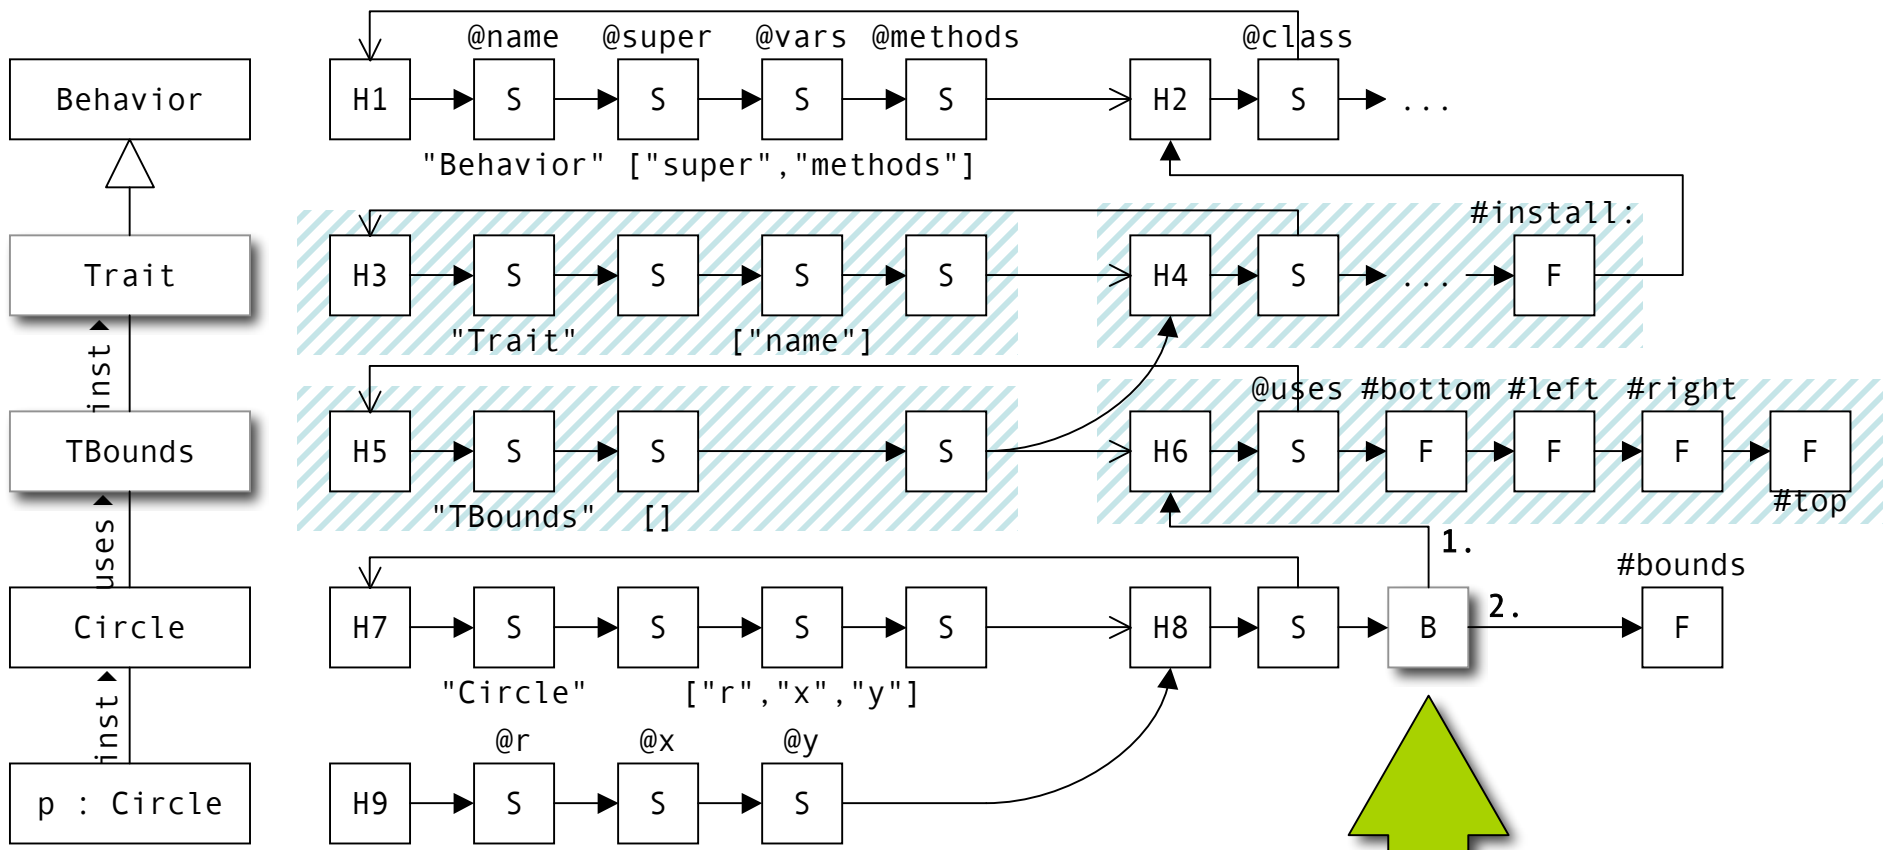 @name @super @vars @methods @class
Behavior H1 S S S S H2 S ...
"Behavior" ["super","methods"]
#install:
Trait H3 S S S S H4 S ... F
"Trait" ["name"]
inst
@uses #bottom #left #right
TBounds H5 S S S H6 S F F F F
"TBounds" [] #top
uses
1.
#bounds
2.
Circle H7 S S S S H8 S B F
"Circle" ["r","x","y"]
inst
@r @x @y
p : Circle H9 S S S